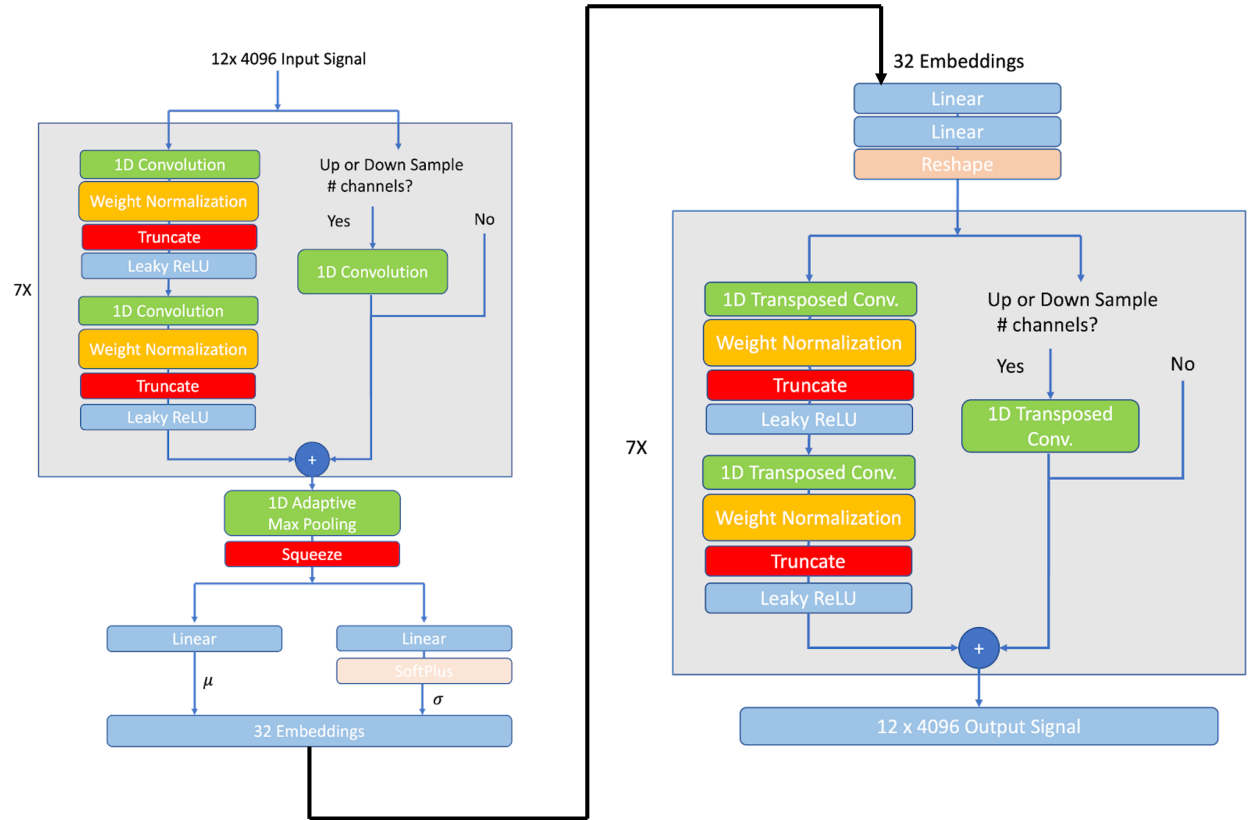 12x 4096 Input Signal
1D Convolution
Weight Normalization
Truncate
Leaky ReLU
1D Convolution
Weight Normalization
Truncate
Leaky ReLU
7X
Up or Down Sample
# channels?
Yes
No
1D Convolution
+
1D Adaptive
Max Pooling
Squeeze
Linear
μ
Linear
SoftPlus
σ
32 Embeddings
32 Embeddings
Linear
Linear
Reshape
1D Transposed Conv.
Weight Normalization
Truncate
Leaky ReLU
1D Transposed Conv.
Weight Normalization
Truncate
Leaky ReLU
7X
Up or Down Sample
# channels?
Yes
No
1D Transposed
Conv.
+
12 x 4096 Output Signal